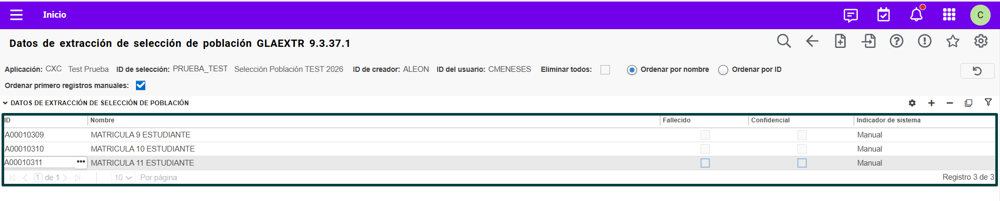 Inicio
C
Datos de extracción de selección de población GLAEXTR 9.3.37.1
Aplicación: CXC Test Prueba ID de selección: PRUEBA_TEST Selección Población TEST 2026 ID de creador: ALEON ID del usuario: CMENESES Eliminar todos: Ordenar por nombre Ordenar por ID
Ordenar primero registros manuales:
DATOS DE EXTRACCIÓN DE SELECCIÓN DE POBLACIÓN
ID Nombre Fallecido Confidencial Indicador de sistema
A00010309 MATRICULA 9 ESTUDIANTE Manual
A00010310 MATRICULA 10 ESTUDIANTE Manual
A00010311 MATRICULA 11 ESTUDIANTE Manual
1 de 1 10 Por página Registro 3 de 3